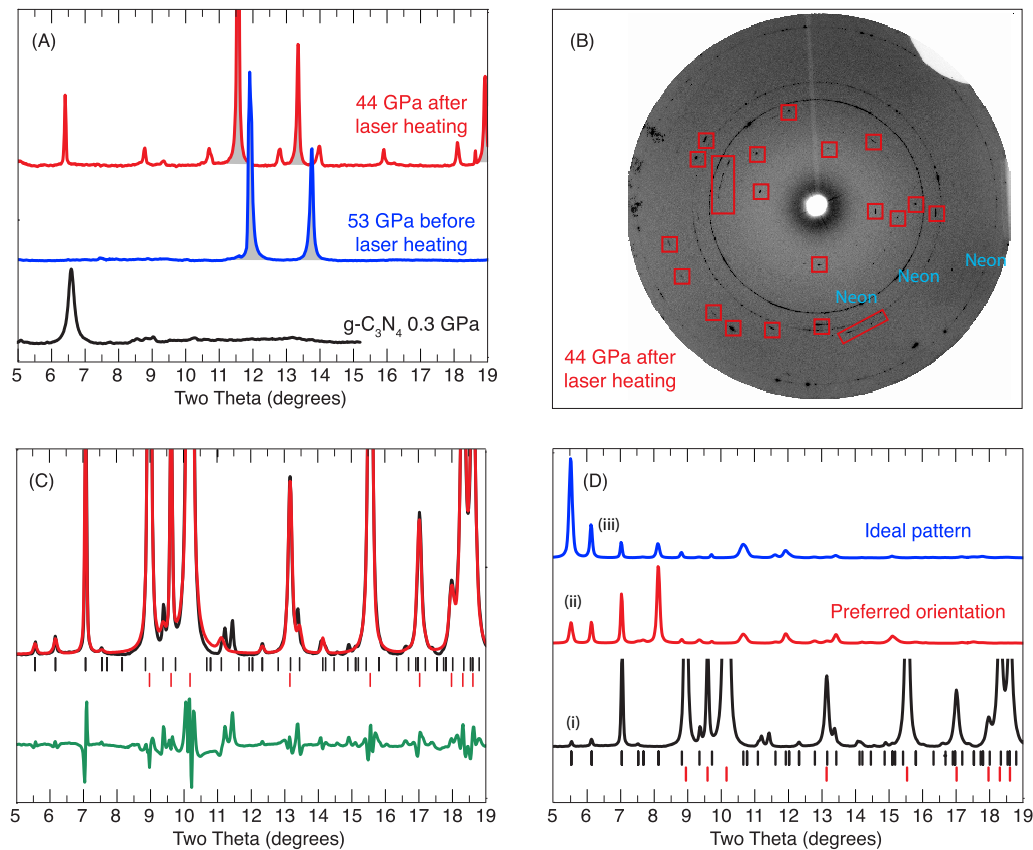 (A)
44 GPa after
laser heating
53 GPa before
laser heating
g-C₃N₄ 0.3 GPa
5 6 7 8 9 10 11 12 13 14 15 16 17 18 19
Two Theta (degrees)
(B)
Neon
Neon
Neon
44 GPa after
laser heating
(C)
5 6 7 8 9 10 11 12 13 14 15 16 17 18 19
Two Theta (degrees)
(D)
(iii)
Ideal pattern
(ii)
Preferred orientation
(i)
5 6 7 8 9 10 11 12 13 14 15 16 17 18 19
Two Theta (degrees)